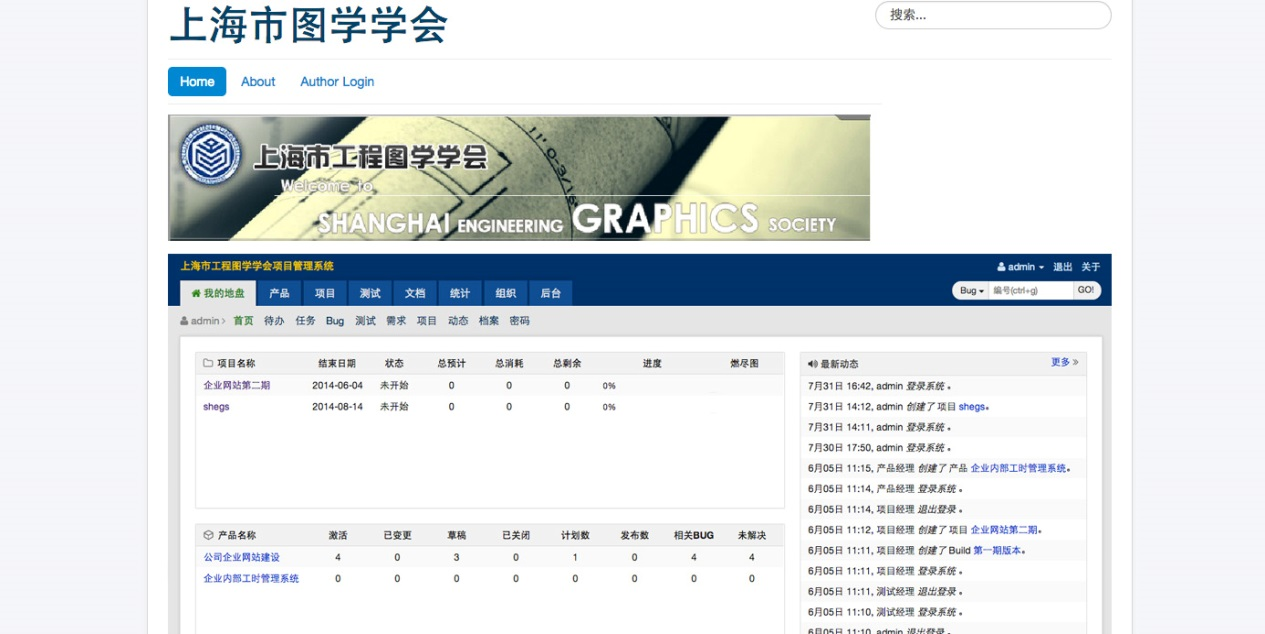 上海市图学学会
搜索...
Home About Author Login
上海市工程图学学会
Welcome to
SHANGHAI ENGINEERING GRAPHICS SOCIETY
上海市工程图学学会项目管理系统
admin 退出 关于
我的地盘 产品 项目 测试 文档 统计 组织 后台
Bug 编号(ctrl+g) GO!
admin > 首页 待办 任务 Bug 测试 需求 项目 动态 档案 密码
项目名称 结束日期 状态 总预计 总消耗 总剩余 进度 燃尽图
企业网站第二期 2014-06-04 未开始 0 0 0 0%
shegs 2014-08-14 未开始 0 0 0 0%
产品名称 激活 已变更 草稿 已关闭 计划数 发布数 相关BUG 未解决
公司企业网站建设 4 0 3 0 1 0 4 4
企业内部工时管理系统 0 0 0 0 0 0 0 0
最新动态 更多 »
7月31日 16:42, admin 登录系统 。
7月31日 14:12, admin 创建了 项目 shegs。
7月31日 14:11, admin 登录系统 。
7月30日 17:50, admin 登录系统 。
6月05日 11:15, 产品经理 创建了 产品 企业内部工时管理系统。
6月05日 11:14, 产品经理 登录系统 。
6月05日 11:14, 项目经理 退出登录 。
6月05日 11:12, 项目经理 创建了 项目 企业网站第二期。
6月05日 11:11, 项目经理 创建了 Build 第一期版本。
6月05日 11:11, 项目经理 登录系统 。
6月05日 11:11, 测试经理 退出登录 。
6月05日 11:10, 测试经理 登录系统 。
6月05日 11:10, admin 退出登录 。